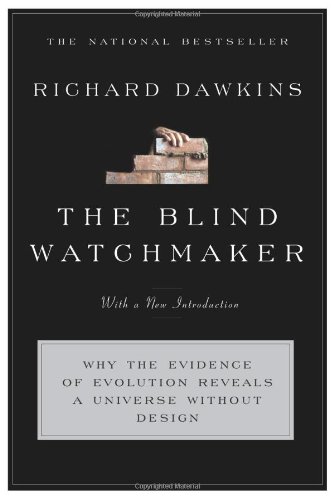 THE NATIONAL BESTSELLER
RICHARD DAWKINS
THE BLIND
WATCHMAKER
With a New Introduction
WHY THE EVIDENCE
OF EVOLUTION REVEALS
A UNIVERSE WITHOUT
DESIGN